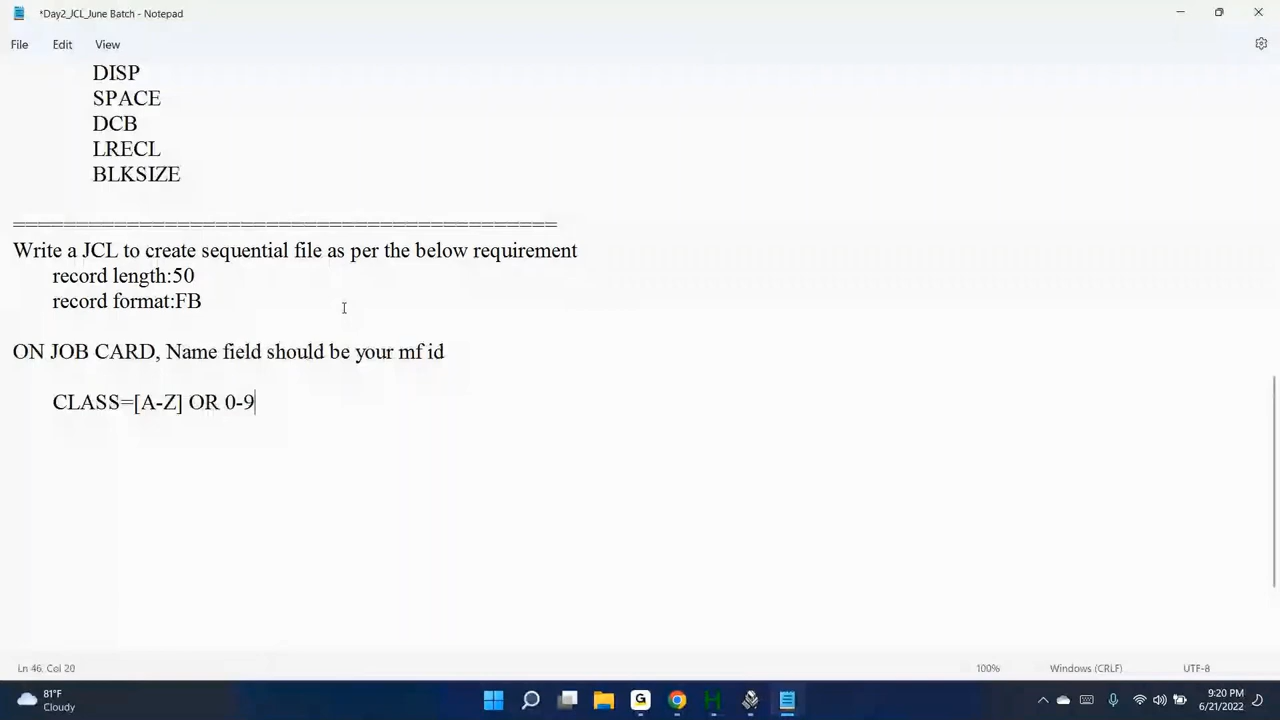 *Day2_JCL_June Batch - Notepad
File Edit View
DISP
SPACE
DCB
LRECL
BLKSIZE
===========================================
Write a JCL to create sequential file as per the below requirement
record length:50
record format:FB
ON JOB CARD, Name field should be your mf id
CLASS=[A-Z] OR 0-9
Ln 46, Col 20 100% Windows (CRLF) UTF-8
81°F
Cloudy
G H
9:20 PM
6/21/2022